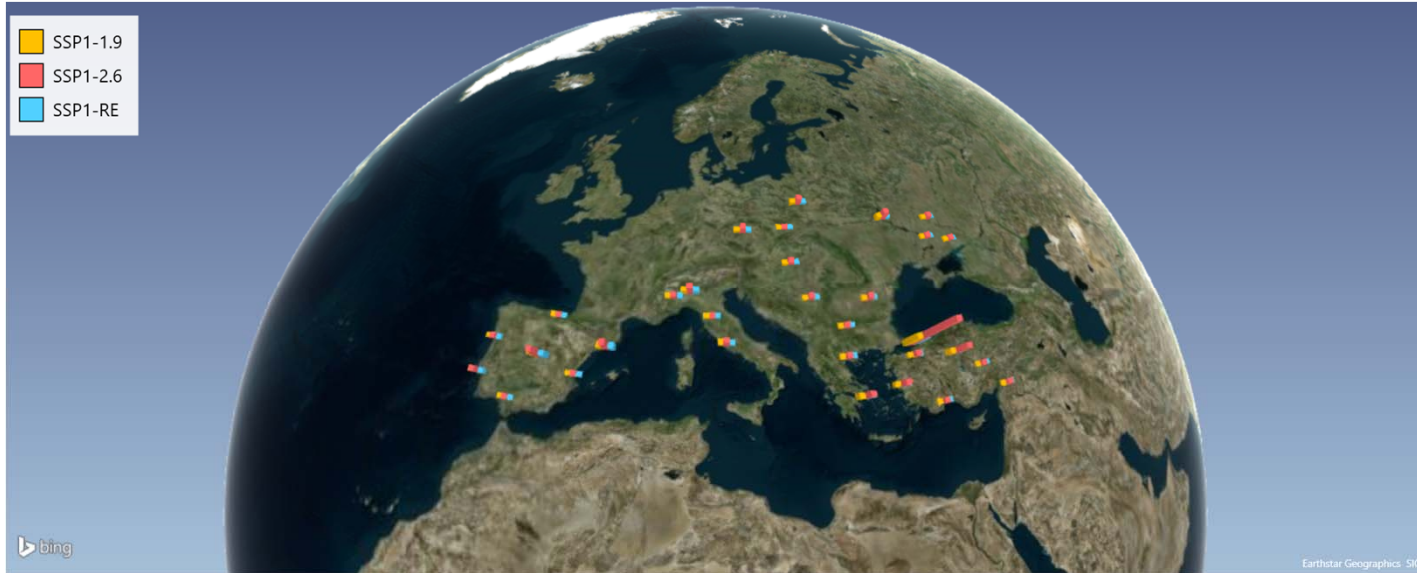 SSP1-1.9
SSP1-2.6
SSP1-RE
bing
Earthstar Geographics